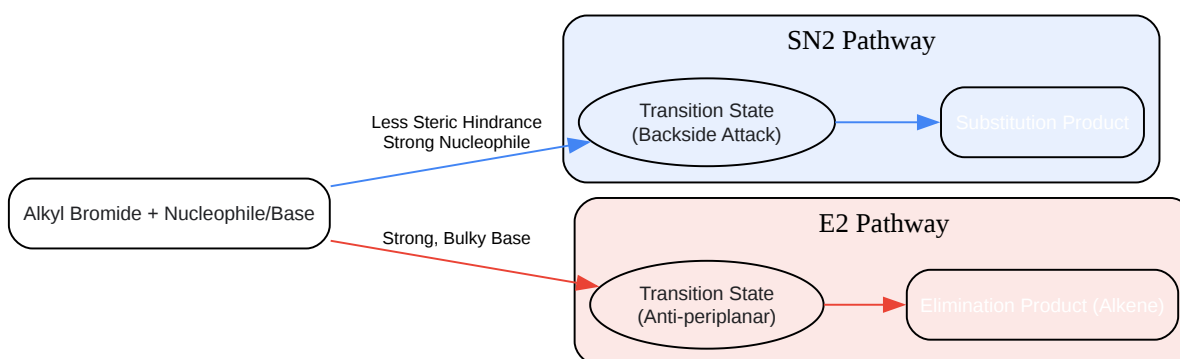 SN2 Pathway
Transition State
(Backside Attack)
Substitution Product
Less Steric Hindrance
Strong Nucleophile
Alkyl Bromide + Nucleophile/Base
Strong, Bulky Base
E2 Pathway
Transition State
(Anti-periplanar)
Elimination Product (Alkene)